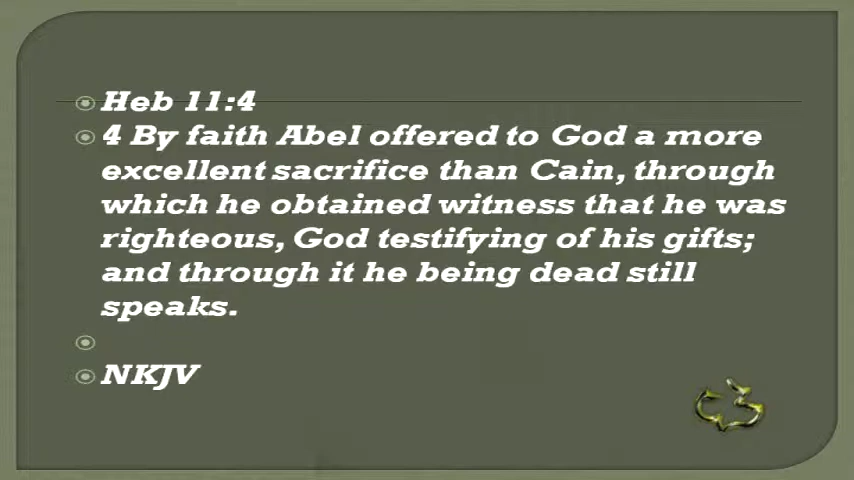 Heb 11:4
4 By faith Abel offered to God a more
excellent sacrifice than Cain, through
which he obtained witness that he was
righteous, God testifying of his gifts;
and through it he being dead still
speaks.
NKJV
C3